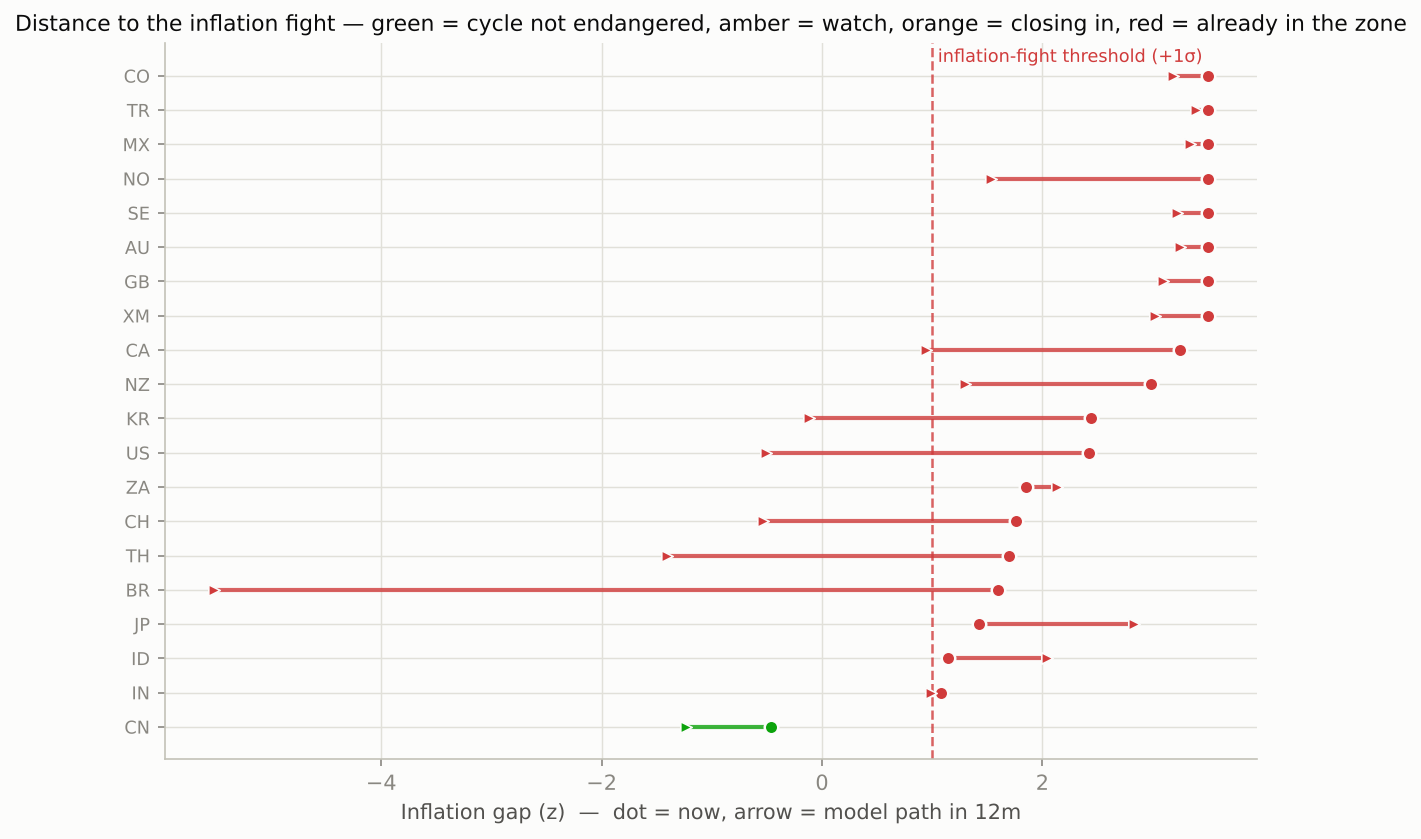 Distance to the inflation fight — green = cycle not endangered, amber = watch, orange = closing in, red = already in the zone
inflation-fight threshold (+1σ)
CO
TR
MX
NO
SE
AU
GB
XM
CA
NZ
KR
US
ZA
CH
TH
BR
JP
ID
IN
CN
−4 −2 0 2
Inflation gap (z) — dot = now, arrow = model path in 12m